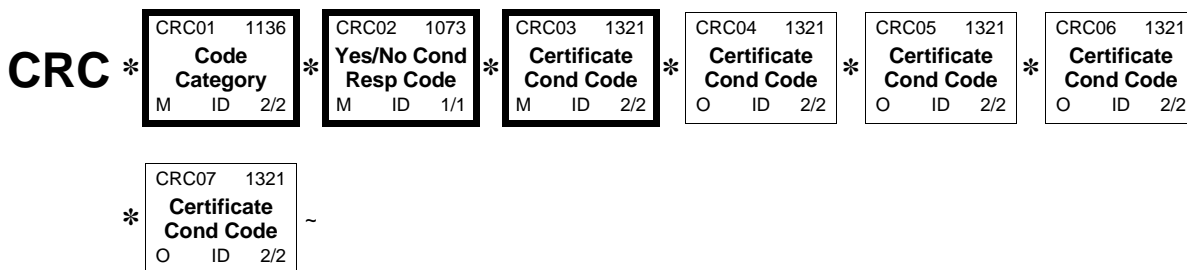 CRC * CRC01 1136 * CRC02 1073 * CRC03 1321 * CRC04 1321 * CRC05 1321 * CRC06 1321
Code Yes/No Cond Certificate Certificate Certificate Certificate
Category Resp Code Cond Code Cond Code Cond Code Cond Code
M ID 2/2 M ID 1/1 M ID 2/2 O ID 2/2 O ID 2/2 O ID 2/2
* CRC07 1321 ~
Certificate
Cond Code
O ID 2/2